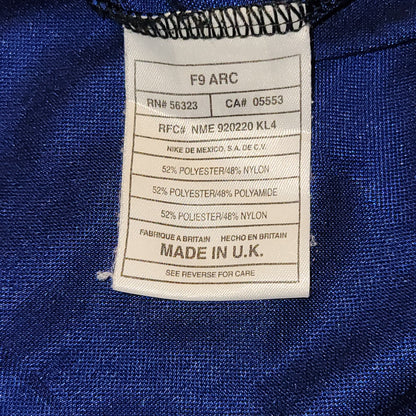 F9 ARC
RN# 56323 CA# 05553
RFC# NME 920220 KL4
NIKE DE MEXICO, S.A. DE C.V.
52% POLYESTER/48% NYLON
52% POLYESTER/48% POLYAMIDE
52% POLYESTER/48% NYLON
FABRIQUE A BRITAIN HECHO EN BRITAIN
MADE IN U.K.
SEE REVERSE FOR CARE